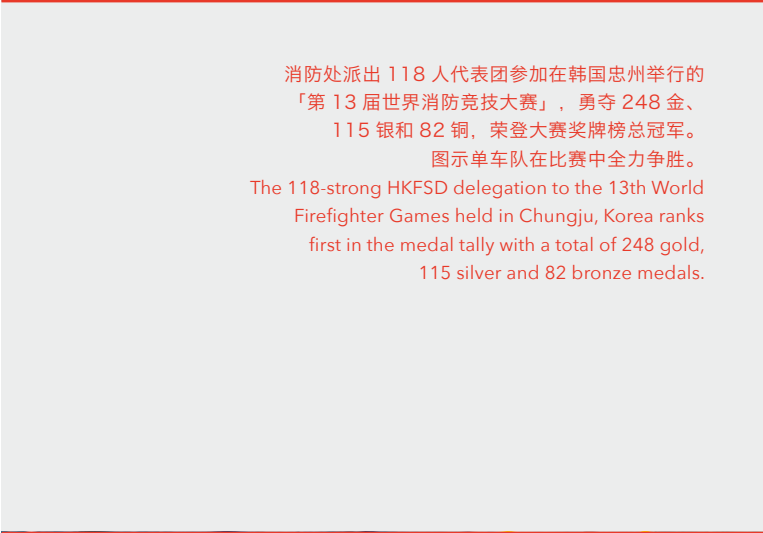 消防处派出 118 人代表团参加在韩国忠州举行的
「第 13 届世界消防竞技大赛」，勇夺 248 金、
115 银和 82 铜，荣登大赛奖牌榜总冠军。
图示单车队在比赛中全力争胜。
The 118-strong HKFSD delegation to the 13th World
Firefighter Games held in Chungju, Korea ranks
first in the medal tally with a total of 248 gold,
115 silver and 82 bronze medals.